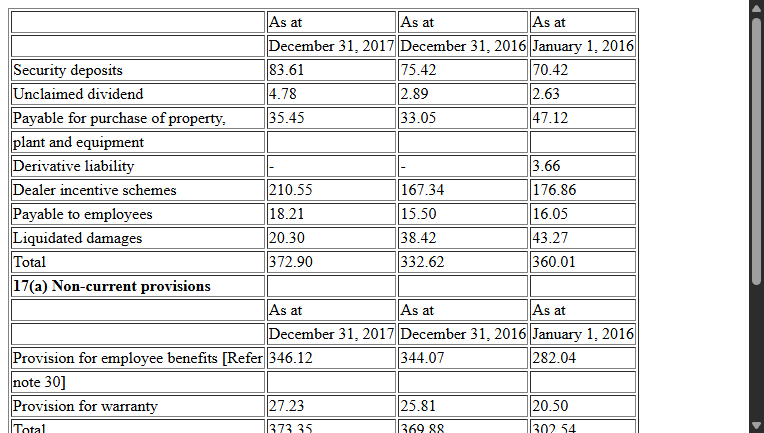 As at As at As at
December 31, 2017 December 31, 2016 January 1, 2016
Security deposits 83.61 75.42 70.42
Unclaimed dividend 4.78 2.89 2.63
Payable for purchase of property, 35.45 33.05 47.12
plant and equipment
Derivative liability - - 3.66
Dealer incentive schemes 210.55 167.34 176.86
Payable to employees 18.21 15.50 16.05
Liquidated damages 20.30 38.42 43.27
Total 372.90 332.62 360.01
17(a) Non-current provisions
As at As at As at
December 31, 2017 December 31, 2016 January 1, 2016
Provision for employee benefits [Refer 346.12 344.07 282.04
note 30]
Provision for warranty 27.23 25.81 20.50
Total 373.35 369.88 302.54